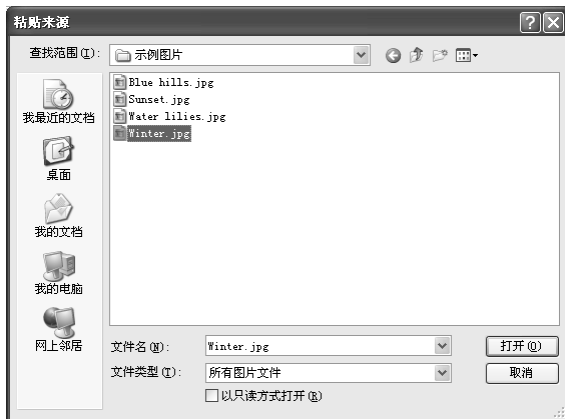 粘贴来源
查找范围(I):
示例图片
我最近的文档
桌面
我的文档
我的电脑
网上邻居
Blue hills.jpg
Sunset.jpg
Water lilies.jpg
Winter.jpg
文件名(N):
Winter.jpg
打开(O)
文件类型(T):
所有图片文件
取消
以只读方式打开(R)